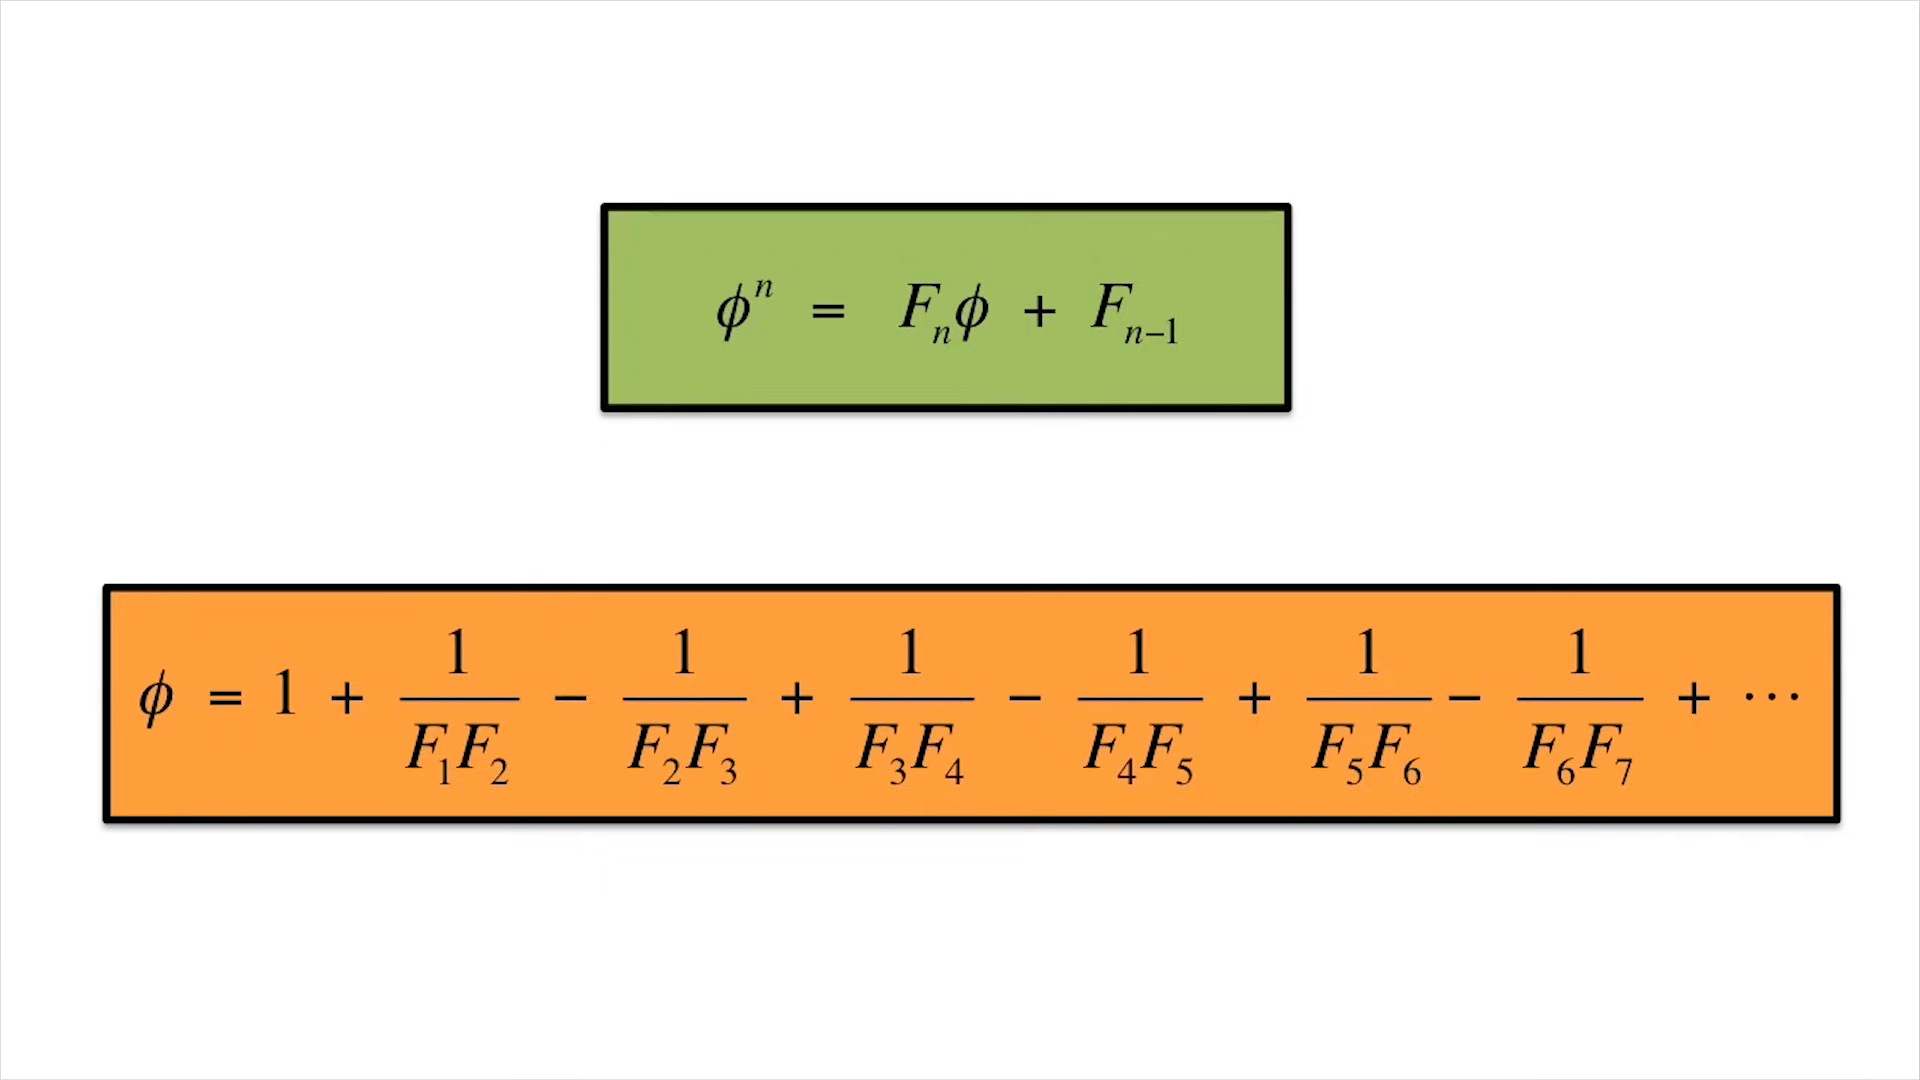 ϕⁿ = Fₙϕ + Fₙ₋₁
ϕ = 1 + 1/(F₁F₂) − 1/(F₂F₃) + 1/(F₃F₄) − 1/(F₄F₅) + 1/(F₅F₆) − 1/(F₆F₇) + ⋯